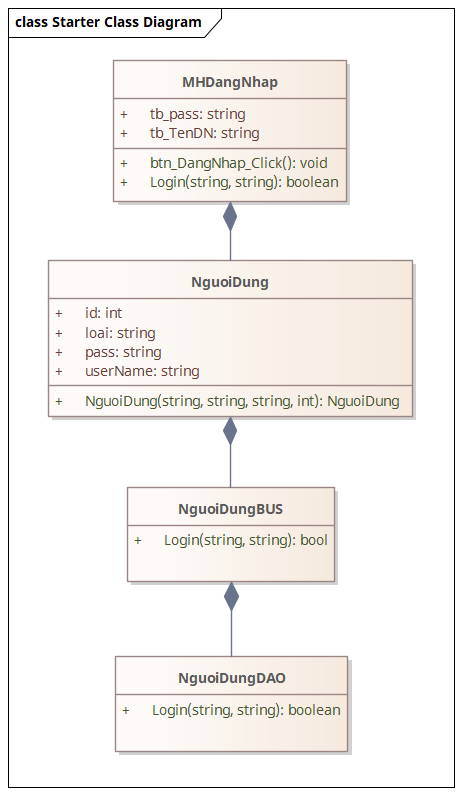 class Starter Class Diagram
MHDangNhap
+ tb_pass: string
+ tb_TenDN: string
+ btn_DangNhap_Click(): void
+ Login(string, string): boolean
NguoiDung
+ id: int
+ loai: string
+ pass: string
+ userName: string
+ NguoiDung(string, string, string, int): NguoiDung
NguoiDungBUS
+ Login(string, string): bool
NguoiDungDAO
+ Login(string, string): boolean